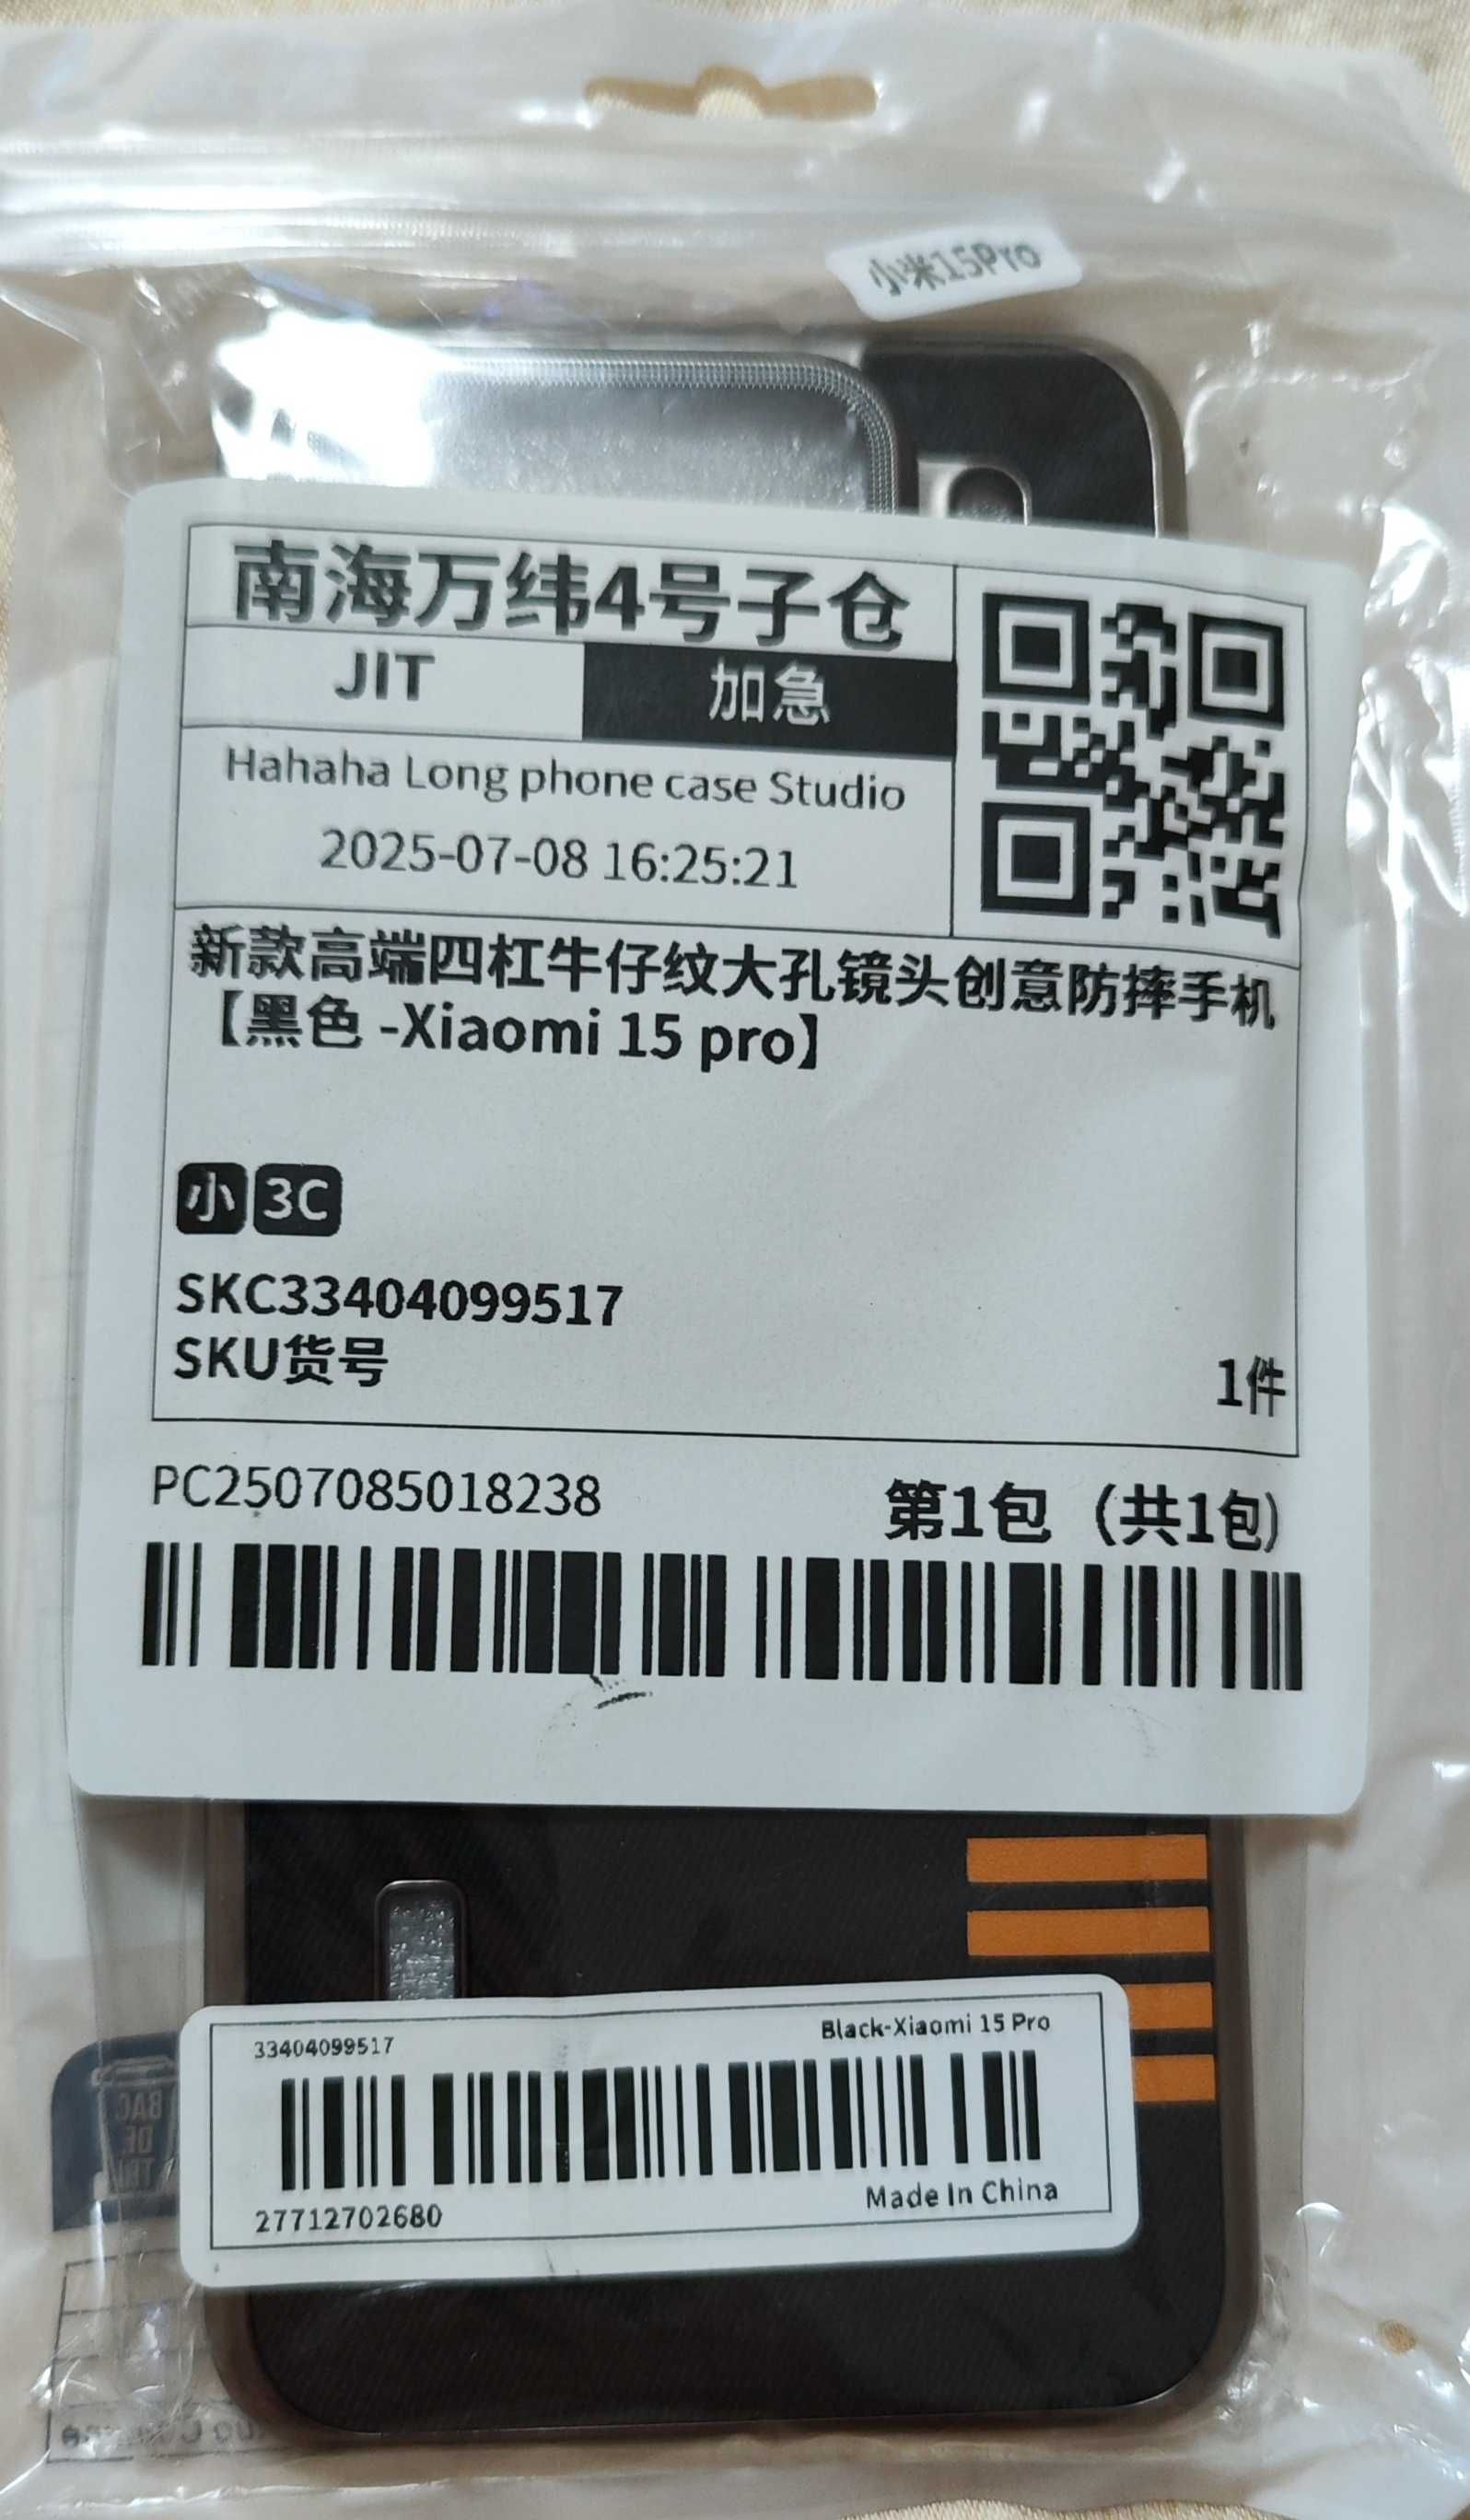 小米15Pro
南海万纬4号子仓
JIT
加急
Hahaha Long phone case Studio
2025-07-08 16:25:21
新款高端四杠牛仔纹大孔镜头创意防摔手机
【黑色 -Xiaomi 15 pro】
小 3C
SKC33404099517
SKU货号
1件
PC2507085018238
第1包（共1包）
33404099517
Black-Xiaomi 15 Pro
27712702680
Made In China
BAC
DE
TRI